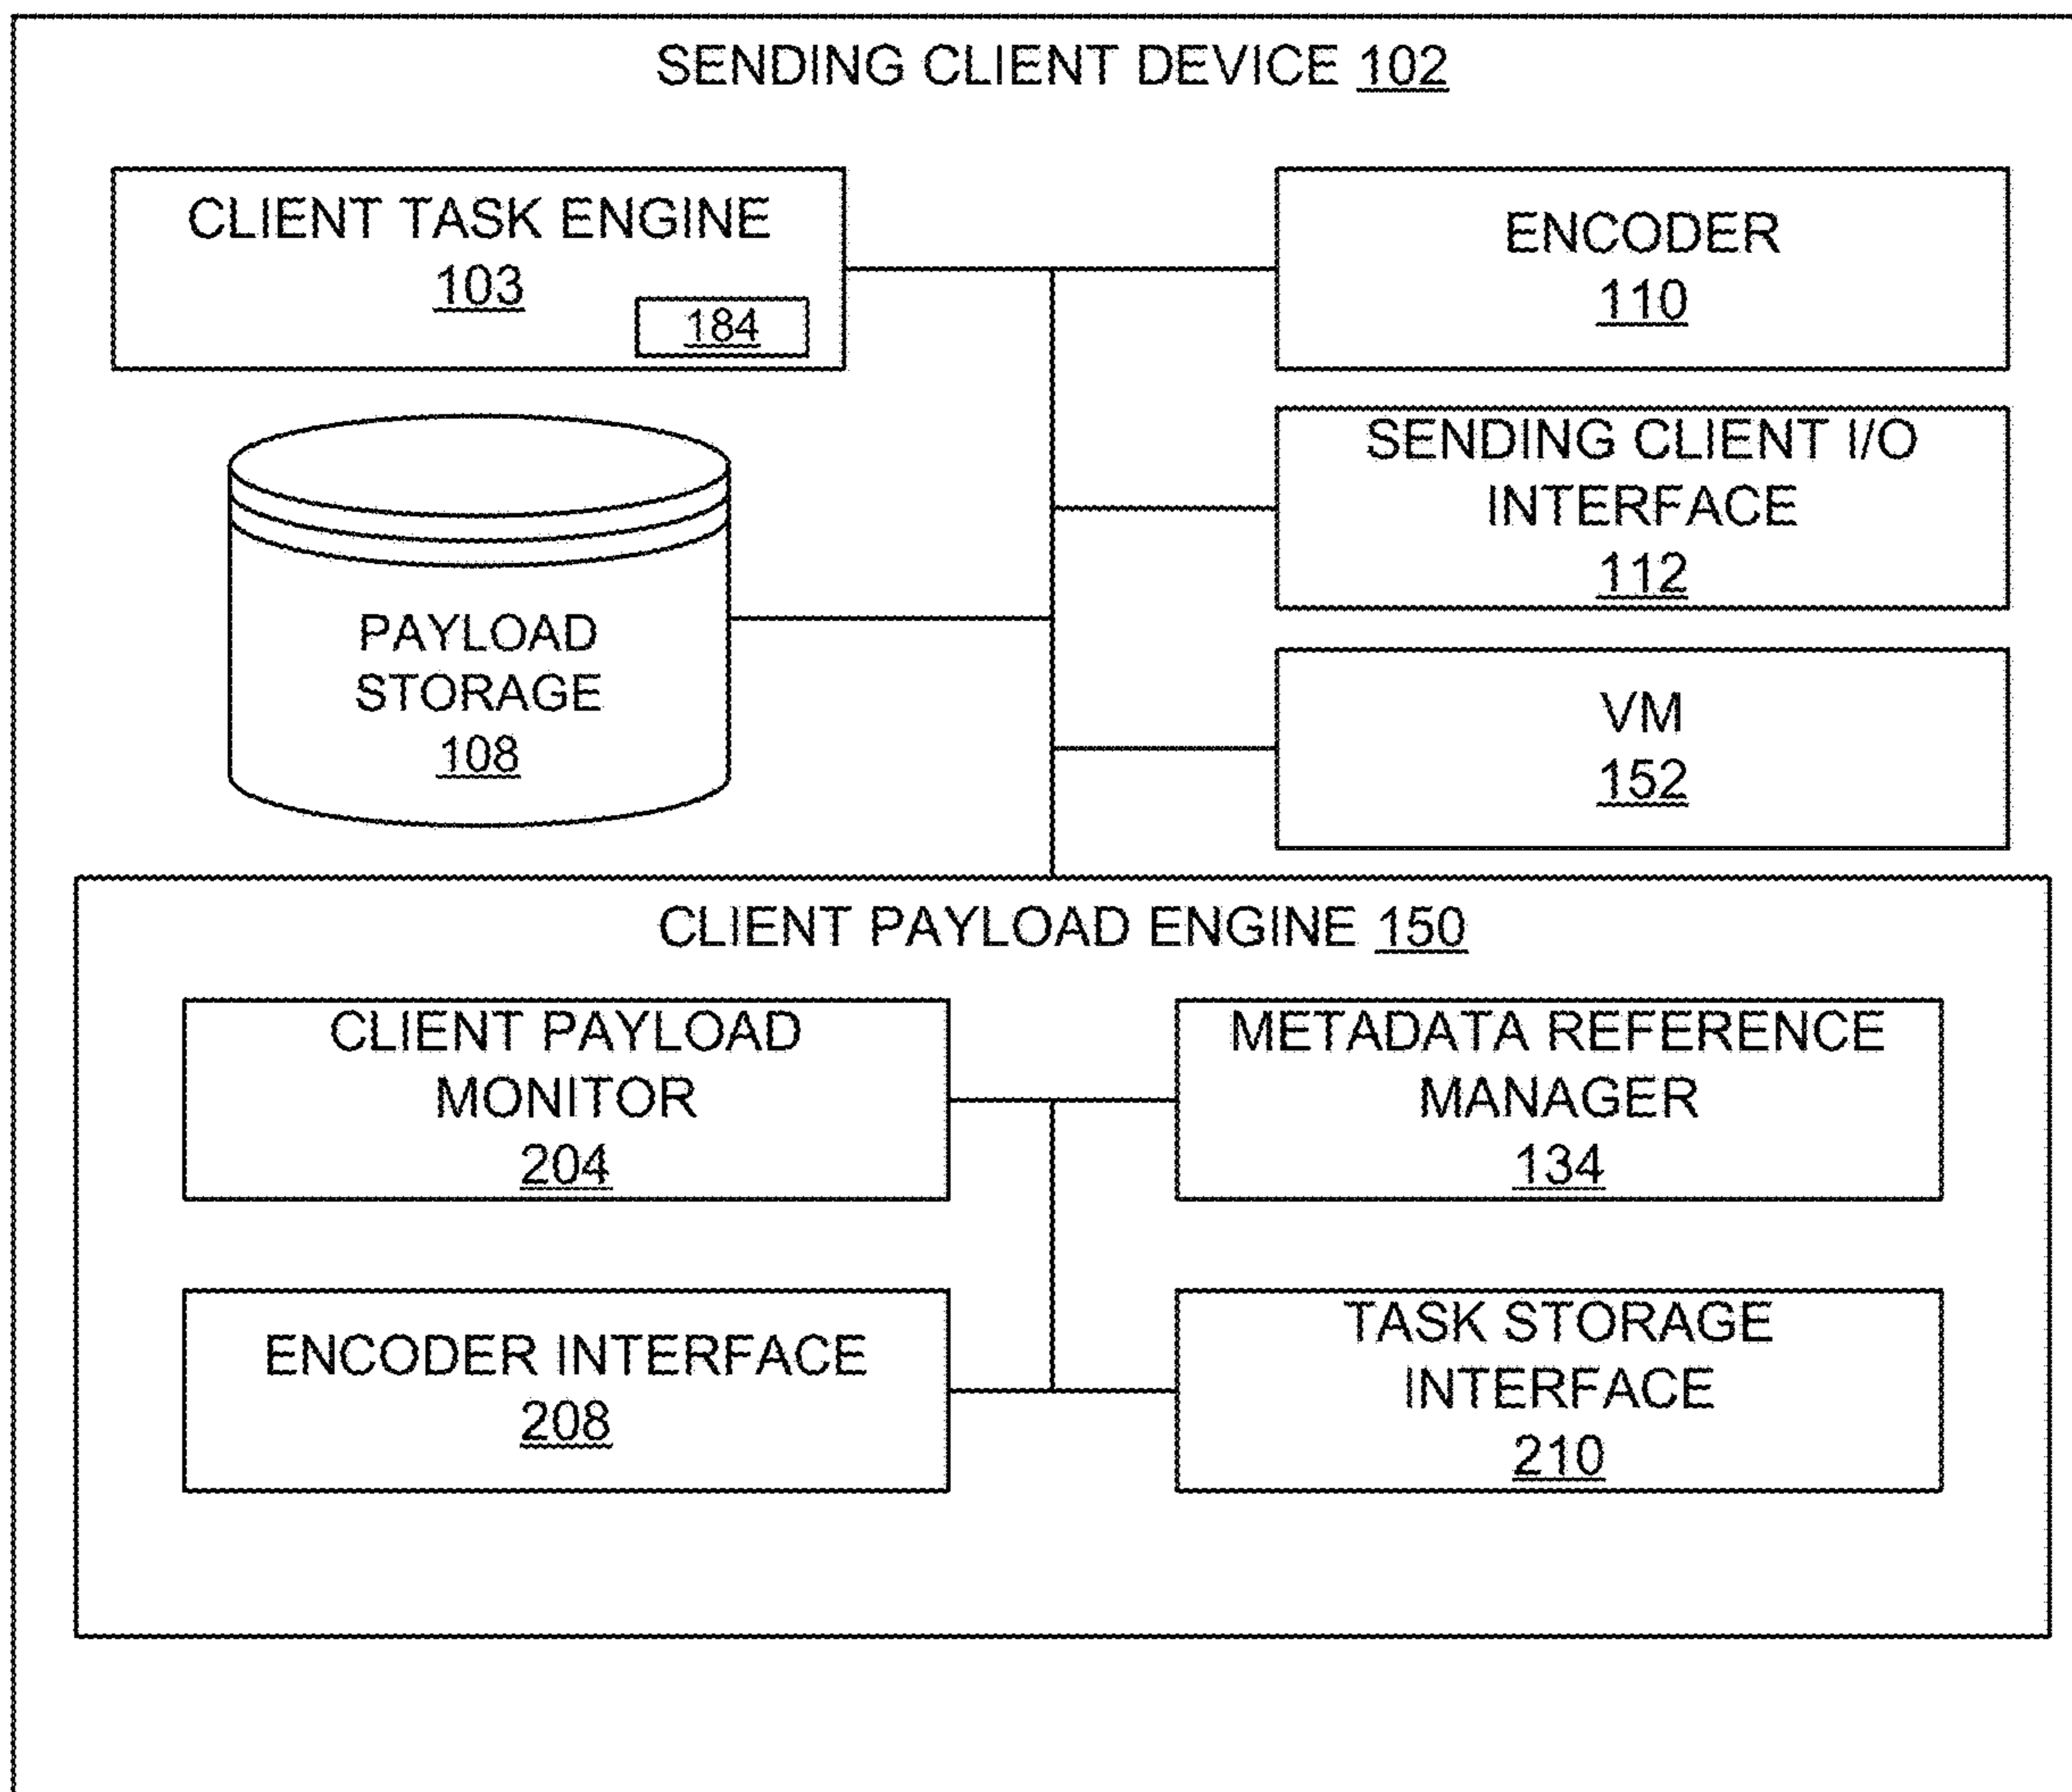 SENDING CLIENT DEVICE 102
CLIENT TASK ENGINE
103
184
ENCODER
110
SENDING CLIENT I/O
INTERFACE
112
PAYLOAD
STORAGE
108
VM
152
CLIENT PAYLOAD ENGINE 150
CLIENT PAYLOAD
MONITOR
204
METADATA REFERENCE
MANAGER
134
ENCODER INTERFACE
208
TASK STORAGE
INTERFACE
210